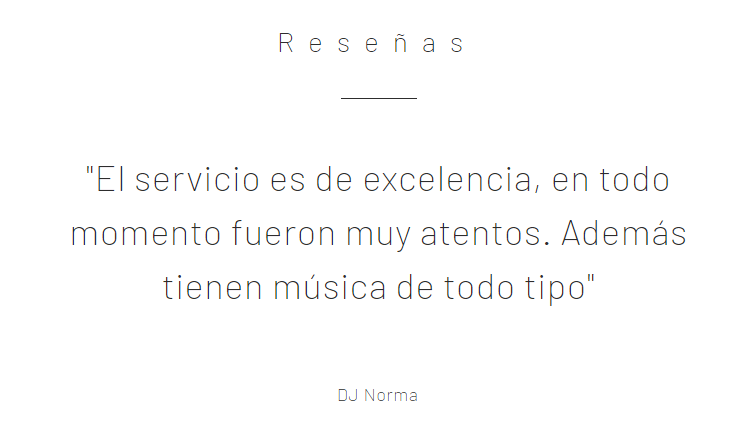 Reseñas
"El servicio es de excelencia, en todo
momento fueron muy atentos. Además
tienen música de todo tipo"
DJ Norma